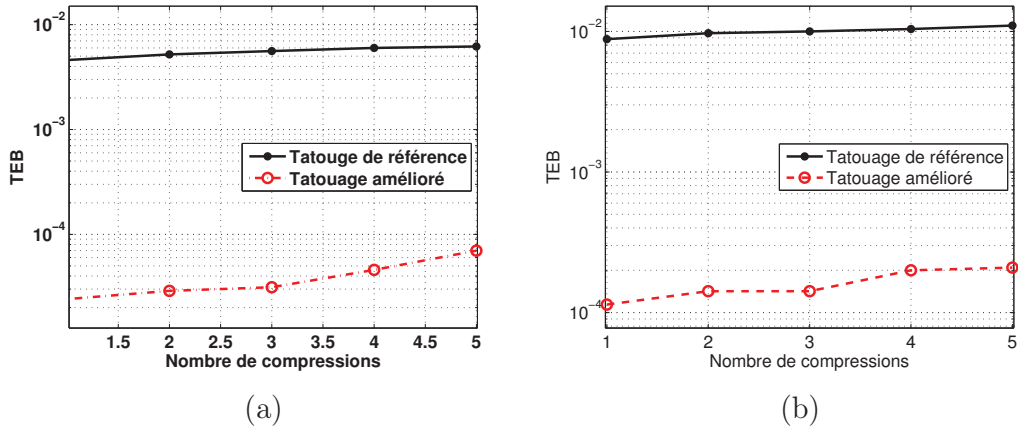 10⁻²
10⁻³
10⁻⁴
TEB
Tatouge de référence
Tatouage amélioré
1.5 2 2.5 3 3.5 4 4.5 5
Nombre de compressions
(a)
10⁻²
10⁻³
10⁻⁴
TEB
Tatouage de référence
Tatouage amélioré
1 2 3 4 5
Nombre de compressions
(b)